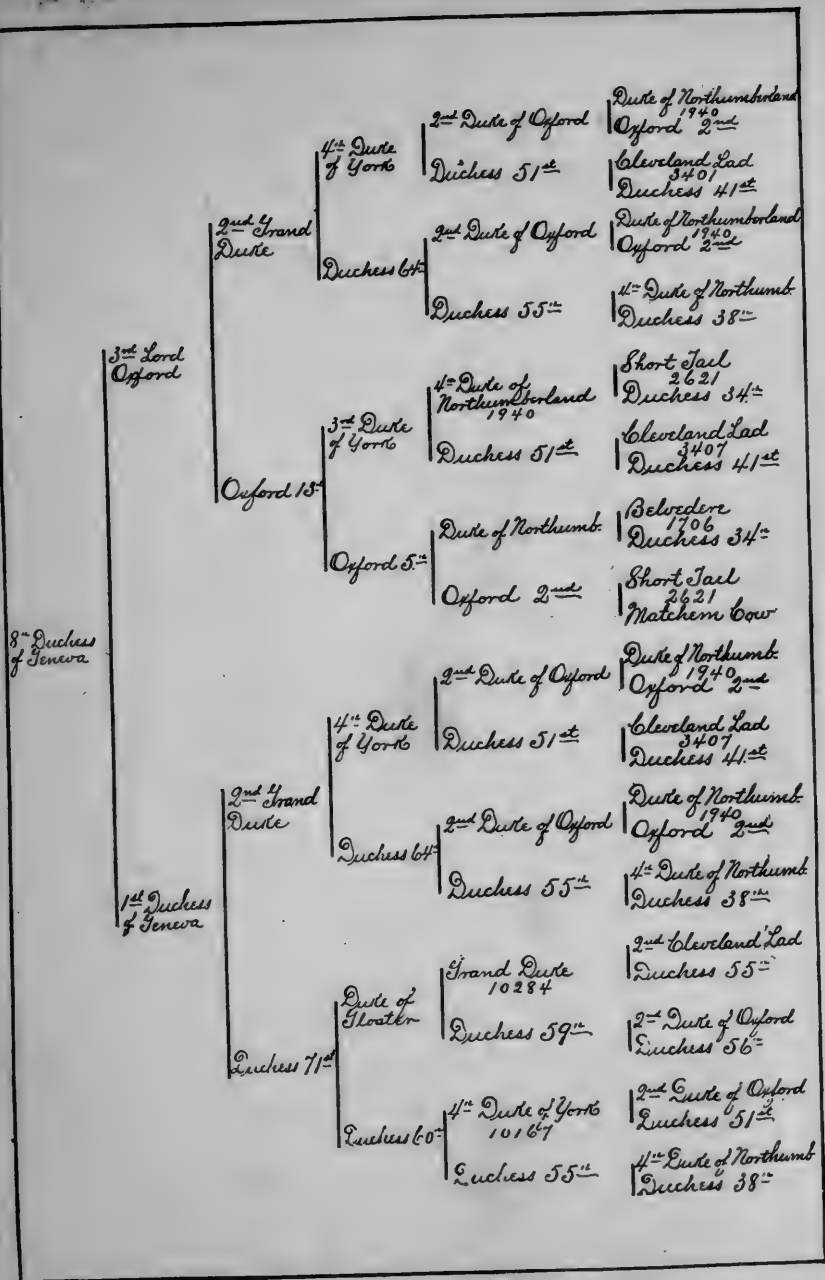 8th Duchess
of Geneva
3rd Lord
Oxford
1st Duchess
of Geneva
2nd Grand
Duke
Oxford 13th
2nd Grand
Duke
Duchess 71st
4th Duke
of York
Duchess 64th
3rd Duke
of York
Oxford 5th
4th Duke
of York
Duchess 64th
Duke of
Gloster
Duchess 60th
2nd Duke of Oxford
Duchess 51st
2nd Duke of Oxford
Duchess 55th
4th Duke of
Northumberland
1940
Duchess 51st
Duke of Northumb.
Oxford 2nd
2nd Duke of Oxford
Duchess 51st
2nd Duke of Oxford
Duchess 55th
Grand Duke
10284
Duchess 59th
4th Duke of York
10167
Duchess 55th
Duke of Northumberland
1940
Oxford 2nd
Cleveland Lad
3401
Duchess 41st
Duke of Northumberland
1940
Oxford 2nd
4th Duke of Northumb.
Duchess 38th
Short Tail
2621
Duchess 34th
Cleveland Lad
3407
Duchess 41st
Belvedere
1706
Duchess 34th
Short Tail
2621
Matchem Cow
Duke of Northumb.
1940
Oxford 2nd
Cleveland Lad
3407
Duchess 41st
Duke of Northumb.
1940
Oxford 2nd
4th Duke of Northumb.
Duchess 38th
2nd Cleveland Lad
Duchess 55th
2nd Duke of Oxford
Duchess 56th
2nd Duke of Oxford
Duchess 51st
4th Duke of Northumb
Duchess 38th